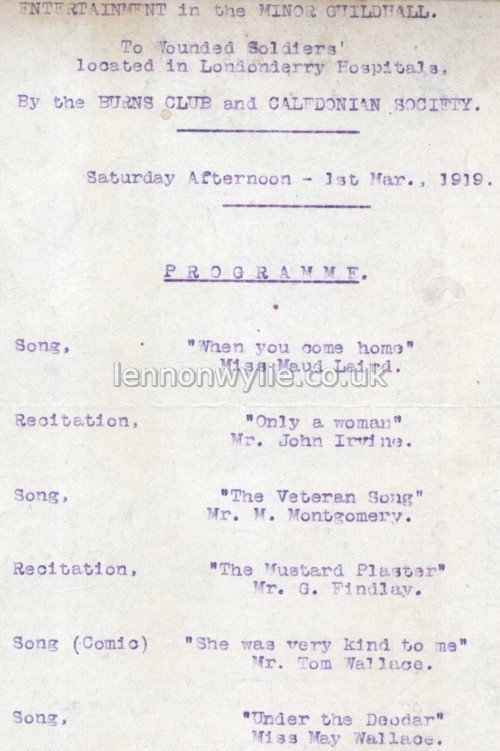 ENTERTAINMENT in the MINOR GUILDHALL.
To Wounded Soldiers'
located in Londonderry Hospitals,
By the BURNS CLUB and CALEDONIAN SOCIETY.
Saturday Afternoon - 1st Mar., 1919.
PROGRAMME.
Song, "When you come home"
Miss Maud Laird.
lennonwylie.co.uk
Recitation, "Only a woman"
Mr. John Irvine.
Song, "The Veteran Song"
Mr. M. Montgomery.
Recitation, "The Mustard Plaster"
Mr. G. Findlay.
Song (Comic) "She was very kind to me"
Mr. Tom Wallace.
Song, "Under the Deodar"
Miss May Wallace.